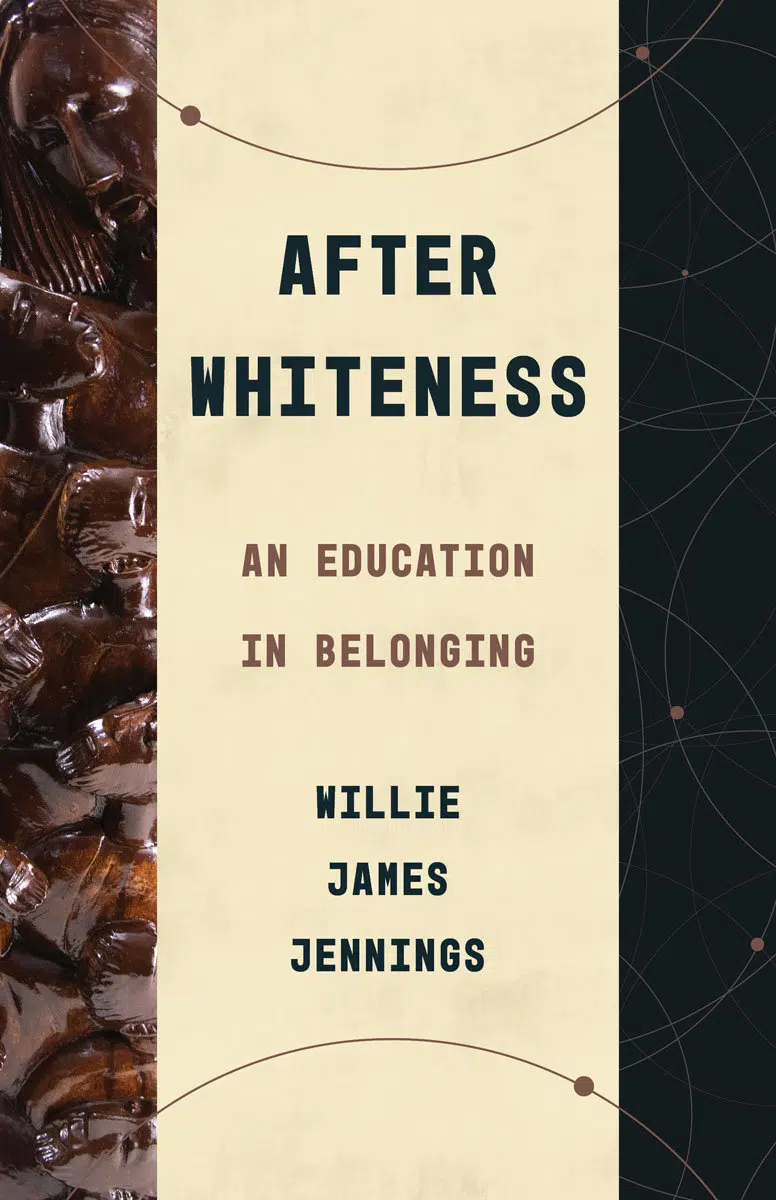 AFTER
WHITENESS
AN EDUCATION
IN BELONGING
WILLIE
JAMES
JENNINGS